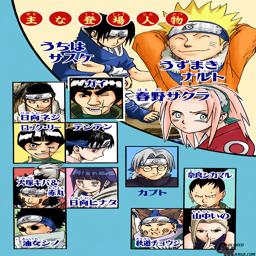 主な登場人物
うちは
サスケ
うずまき
ナルト
ガイ
春野サクラ
日向ネジ
ロック・リー
テンテン
犬塚キバ&
赤丸
日向ヒナタ
カブト
奈良シカマル
山中いの
油女シノ
秋道チョウジ